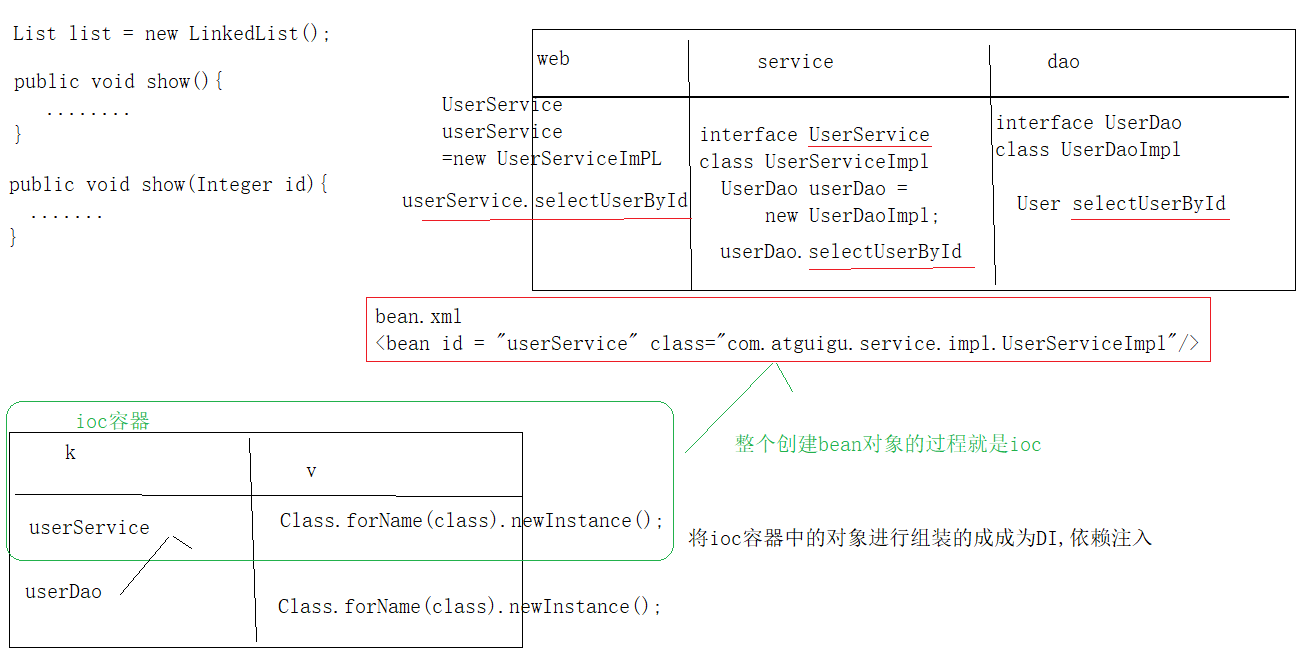 List list = new LinkedList();
public void show(){
........
}
public void show(Integer id){
.......
}
web
service
dao
UserService
userService
=new UserServiceImPL
userService.selectUserById
interface UserService
class UserServiceImpl
UserDao userDao =
new UserDaoImpl;
userDao.selectUserById
interface UserDao
class UserDaoImpl
User selectUserById
bean.xml
<bean id = "userService" class="com.atguigu.service.impl.UserServiceImpl"/>
ioc容器
k
v
userService
Class.forName(class).newInstance();
userDao
Class.forName(class).newInstance();
整个创建bean对象的过程就是ioc
将ioc容器中的对象进行组装的成成为DI,依赖注入